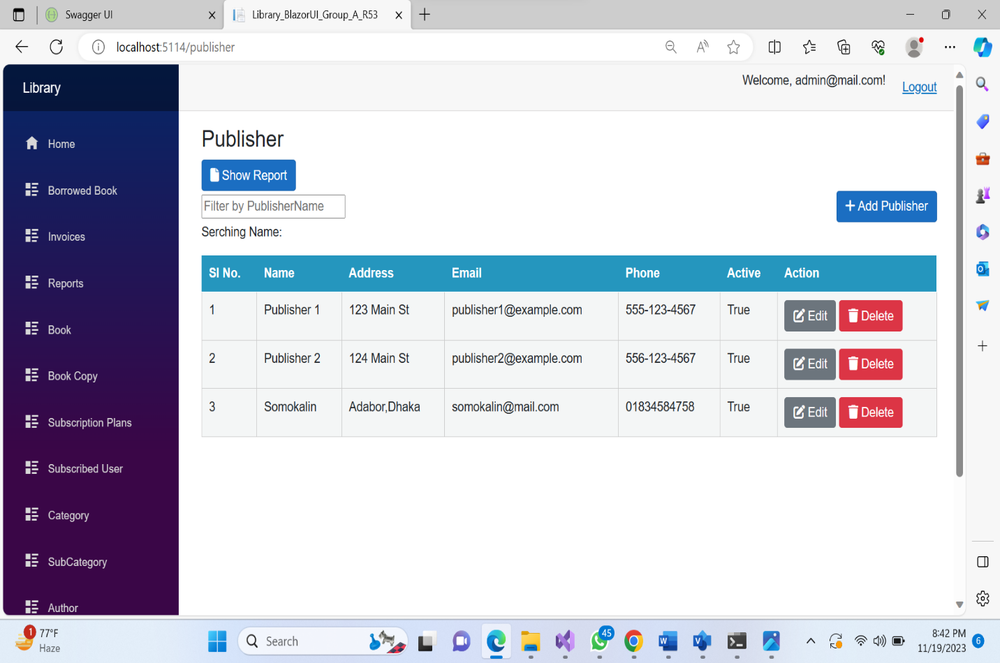 Swagger UI
Library_BlazorUI_Group_A_R53
localhost:5114/publisher
Library
Welcome, admin@mail.com!
Logout
Home
Borrowed Book
Invoices
Reports
Book
Book Copy
Subscription Plans
Subscribed User
Category
SubCategory
Author
Publisher
Show Report
Filter by PublisherName
+ Add Publisher
Serching Name:
Sl No. Name Address Email Phone Active Action
1 Publisher 1 123 Main St publisher1@example.com 555-123-4567 True Edit Delete
2 Publisher 2 124 Main St publisher2@example.com 556-123-4567 True Edit Delete
3 Somokalin Adabor,Dhaka somokalin@mail.com 01834584758 True Edit Delete
1
77°F
Haze
Search
45
8:42 PM
11/19/2023
6